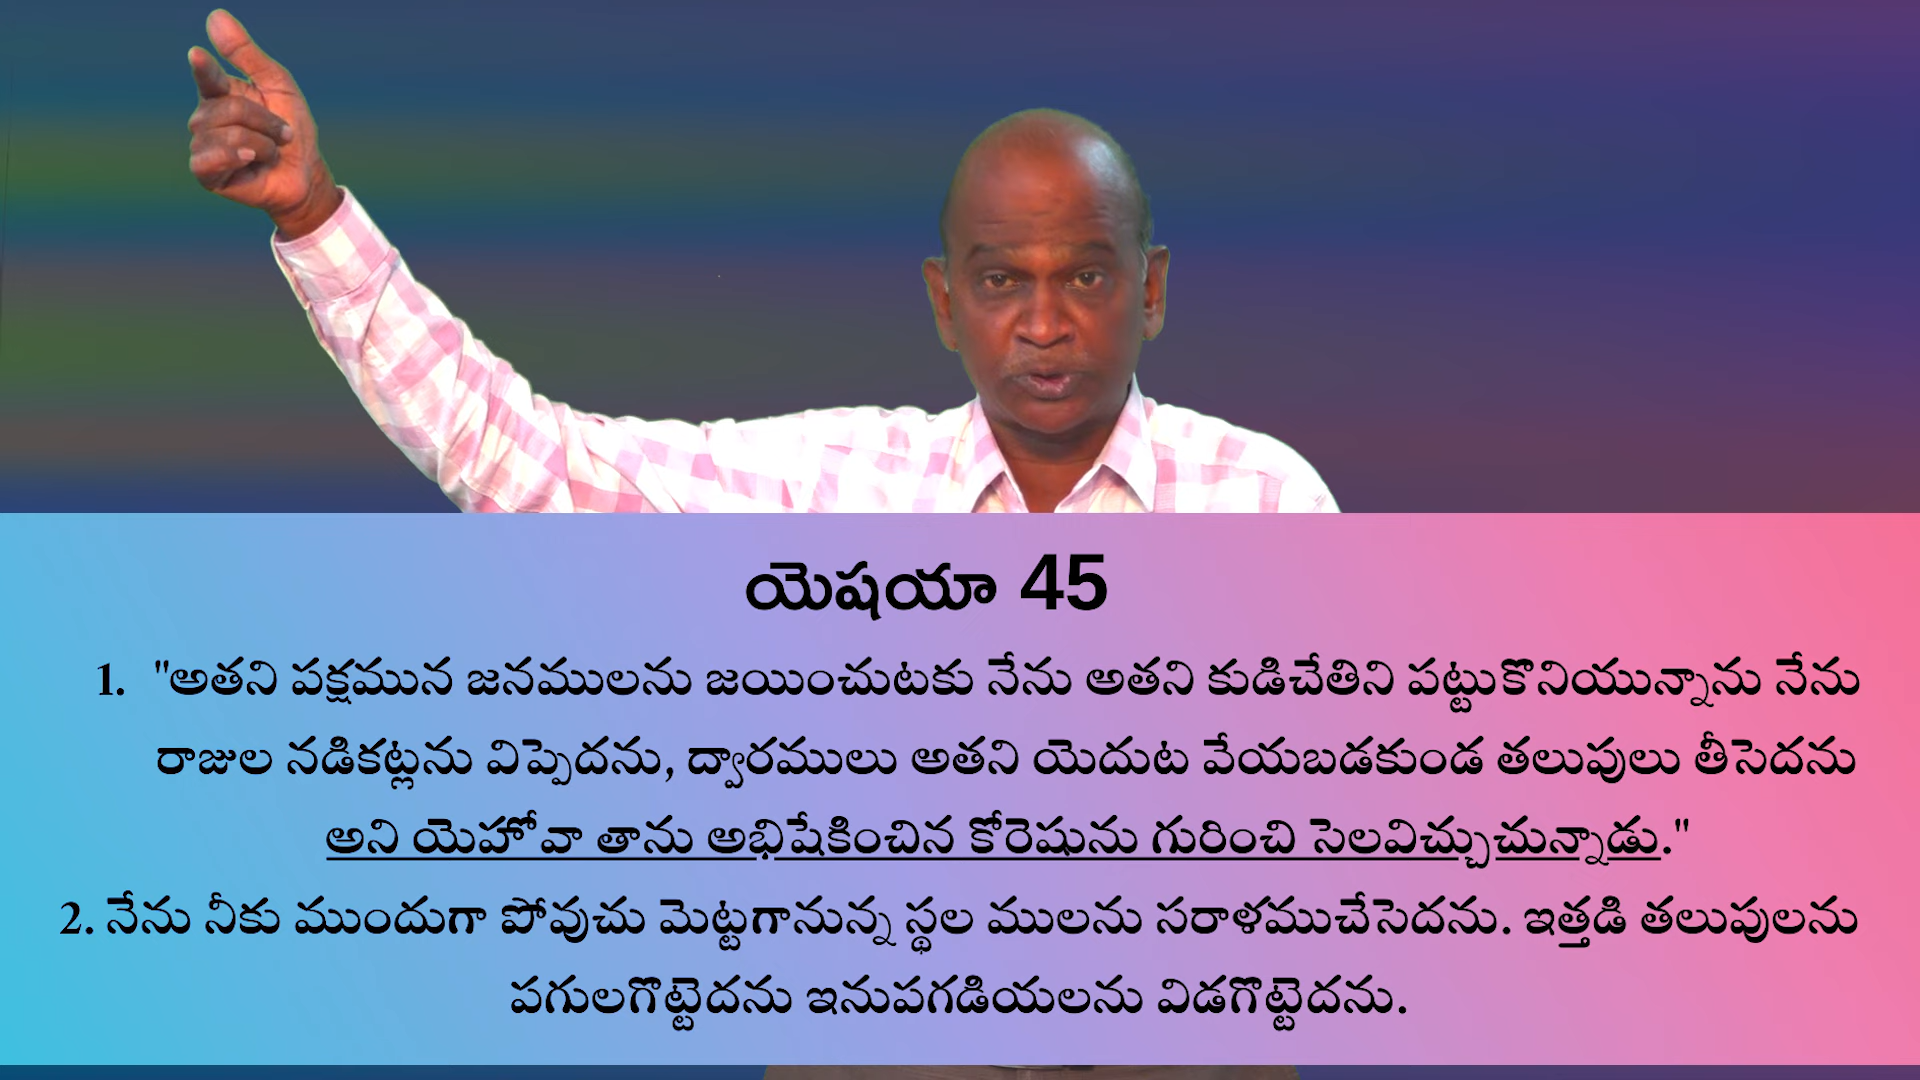 యెషయా 45
1. "అతని పక్షమున జనములను జయించుటకు నేను అతని కుడిచేతిని పట్టుకొనియున్నాను నేను
రాజుల నడికట్లను విప్పెదను, ద్వారములు అతని యెదుట వేయబడకుండ తలుపులు తీసెదను
అని యెహోవా తాను అభిషేకించిన కోరెషును గురించి సెలవిచ్చుచున్నాడు."
2. నేను నీకు ముందుగా పోవుచు మెట్టగానున్న స్థల ములను సరాళముచేసెదను. ఇత్తడి తలుపులను
పగులగొట్టెదను ఇనుపగడియలను విడగొట్టెదను.